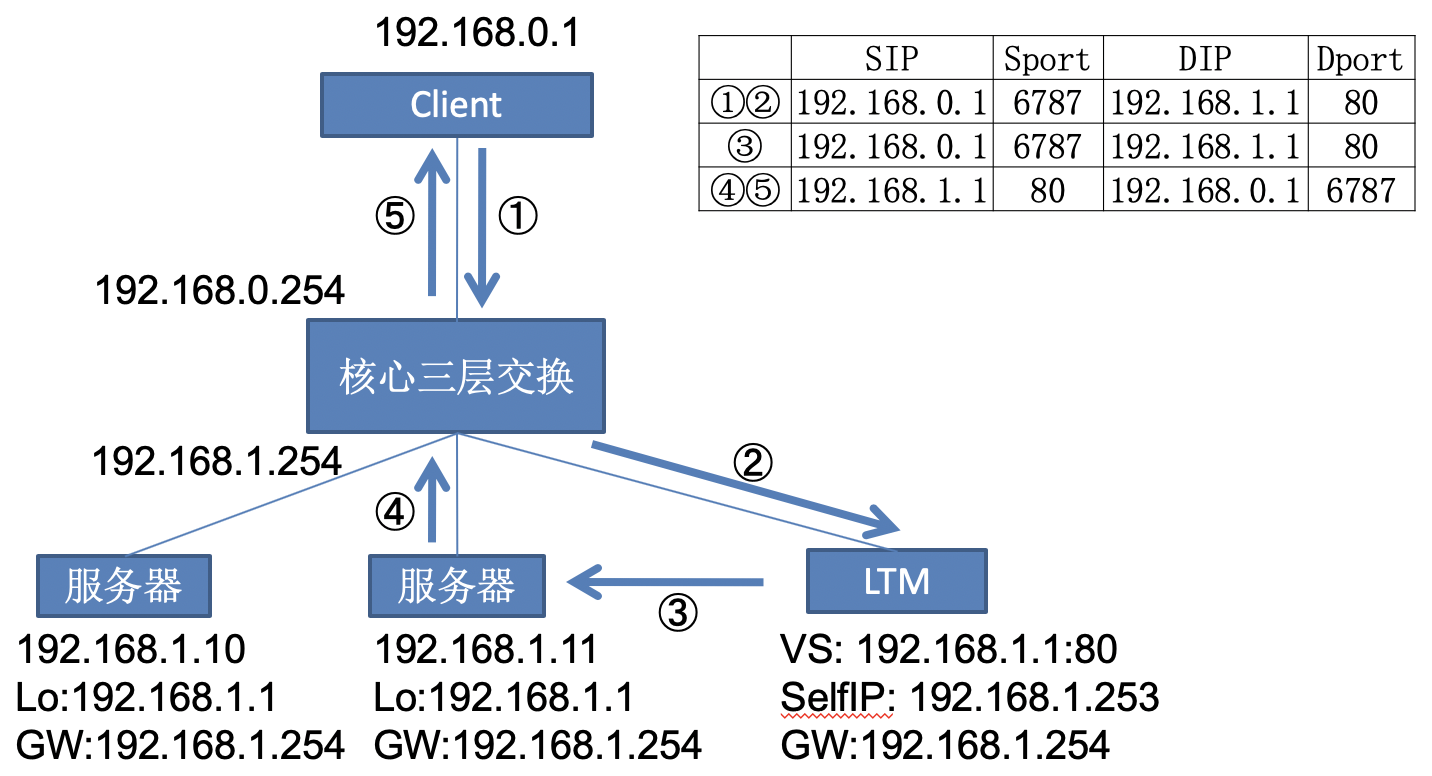 192.168.0.1
Client
SIP Sport DIP Dport
①② 192.168.0.1 6787 192.168.1.1 80
③ 192.168.0.1 6787 192.168.1.1 80
④⑤ 192.168.1.1 80 192.168.0.1 6787
⑤ ①
192.168.0.254
核心三层交换
192.168.1.254
②
④
服务器 服务器 LTM
③
192.168.1.10 192.168.1.11 VS: 192.168.1.1:80
Lo:192.168.1.1 Lo:192.168.1.1 SelfIP: 192.168.1.253
GW:192.168.1.254 GW:192.168.1.254 GW:192.168.1.254